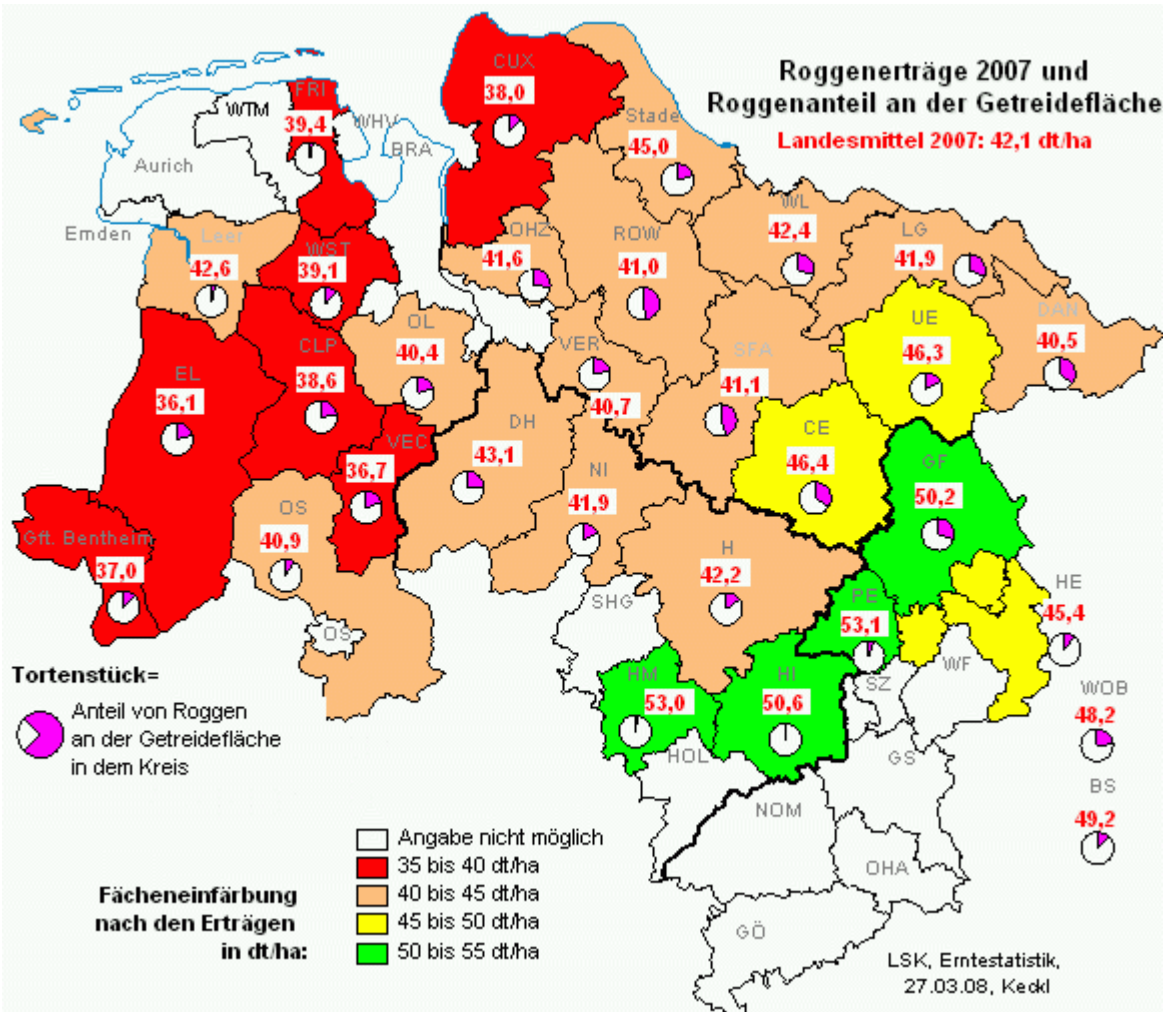 Roggenerträge 2007 und
Roggenanteil an der Getreidefläche
Landesmittel 2007: 42,1 dt/ha
CUX
38,0
FRI
39,4
WTM
WHV
BRA
Aurich
Emden
Stade
45,0
Leer
42,6
WST
39,1
OHZ
41,6
ROW
41,0
WL
42,4
LG
41,9
DAN
40,5
UE
46,3
OL
40,4
CLP
38,6
VER
40,7
SFA
41,1
EL
36,1
VEC
36,7
DH
43,1
NI
41,9
CE
46,4
GF
50,2
OS
40,9
OS
Gft. Bentheim
37,0
H
42,2
SHG
PE
53,1
HE
45,4
HM
53,0
HI
50,6
SZ
WF
WOB
48,2
BS
49,2
HOL
GS
NOM
OHA
GÖ
Tortenstück=
Anteil von Roggen
an der Getreidefläche
in dem Kreis
Fächeneinfärbung
nach den Erträgen
in dt/ha:
Angabe nicht möglich
35 bis 40 dt/ha
40 bis 45 dt/ha
45 bis 50 dt/ha
50 bis 55 dt/ha
LSK, Erntestatistik,
27.03.08, Keckl